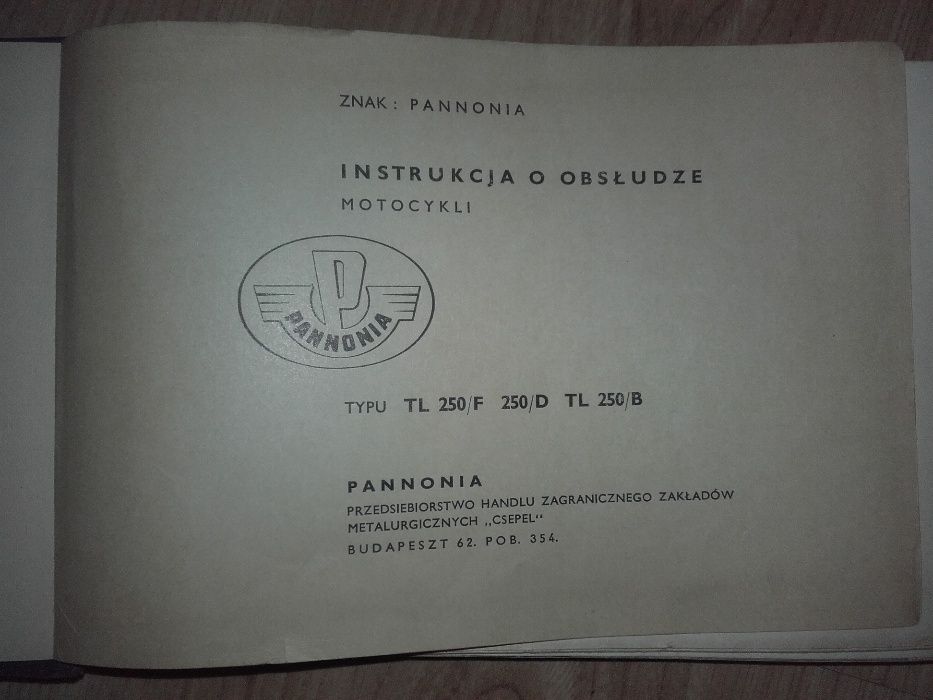 ZNAK : PANNONIA
INSTRUKCJA O OBSŁUDZE
MOTOCYKLI
P
PANNONIA
TYPU TL 250/F 250/D TL 250/B
PANNONIA
PRZEDSIEBIORSTWO HANDLU ZAGRANICZNEGO ZAKŁADÓW
METALURGICZNYCH „CSEPEL“
BUDAPESZT 62. POB. 354.